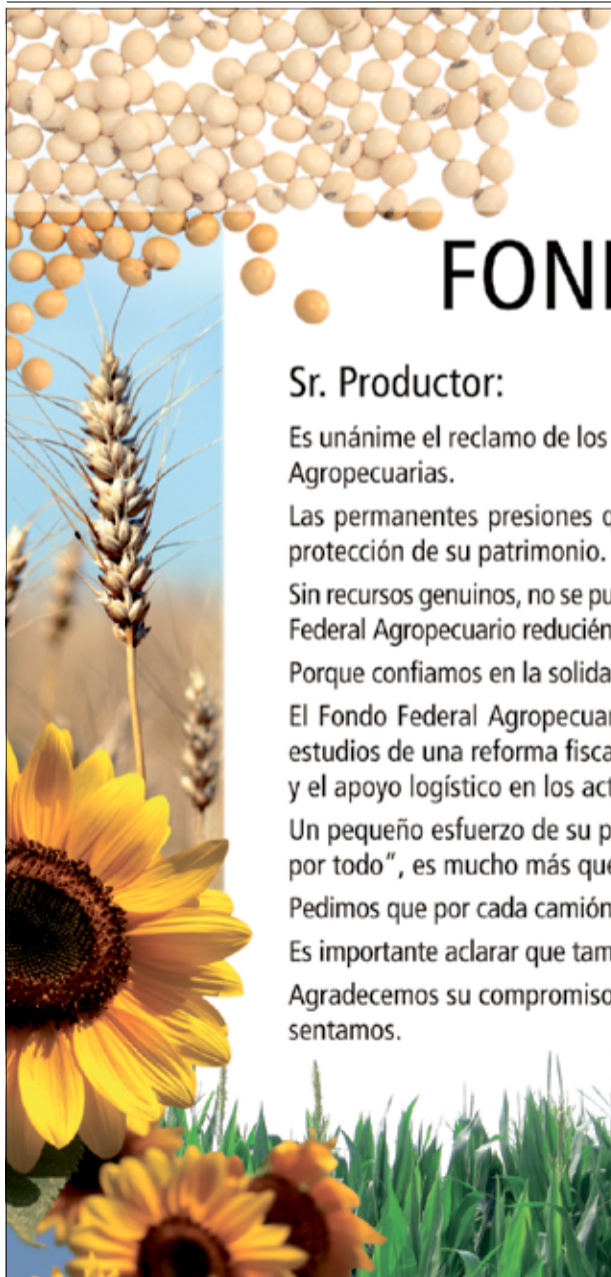 FON
Sr. Productor:
Es unánime el reclamo de los
Agropecuarias.
Las permanentes presiones q
protección de su patrimonio.
Sin recursos genuinos, no se pu
Federal Agropecuario reducién
Porque confiamos en la solida
El Fondo Federal Agropecuar
estudios de una reforma fisca
y el apoyo logístico en los act
Un pequeño esfuerzo de su p
por todo”, es mucho más que
Pedimos que por cada camión
Es importante aclarar que tam
Agradecemos su compromiso
sentamos.